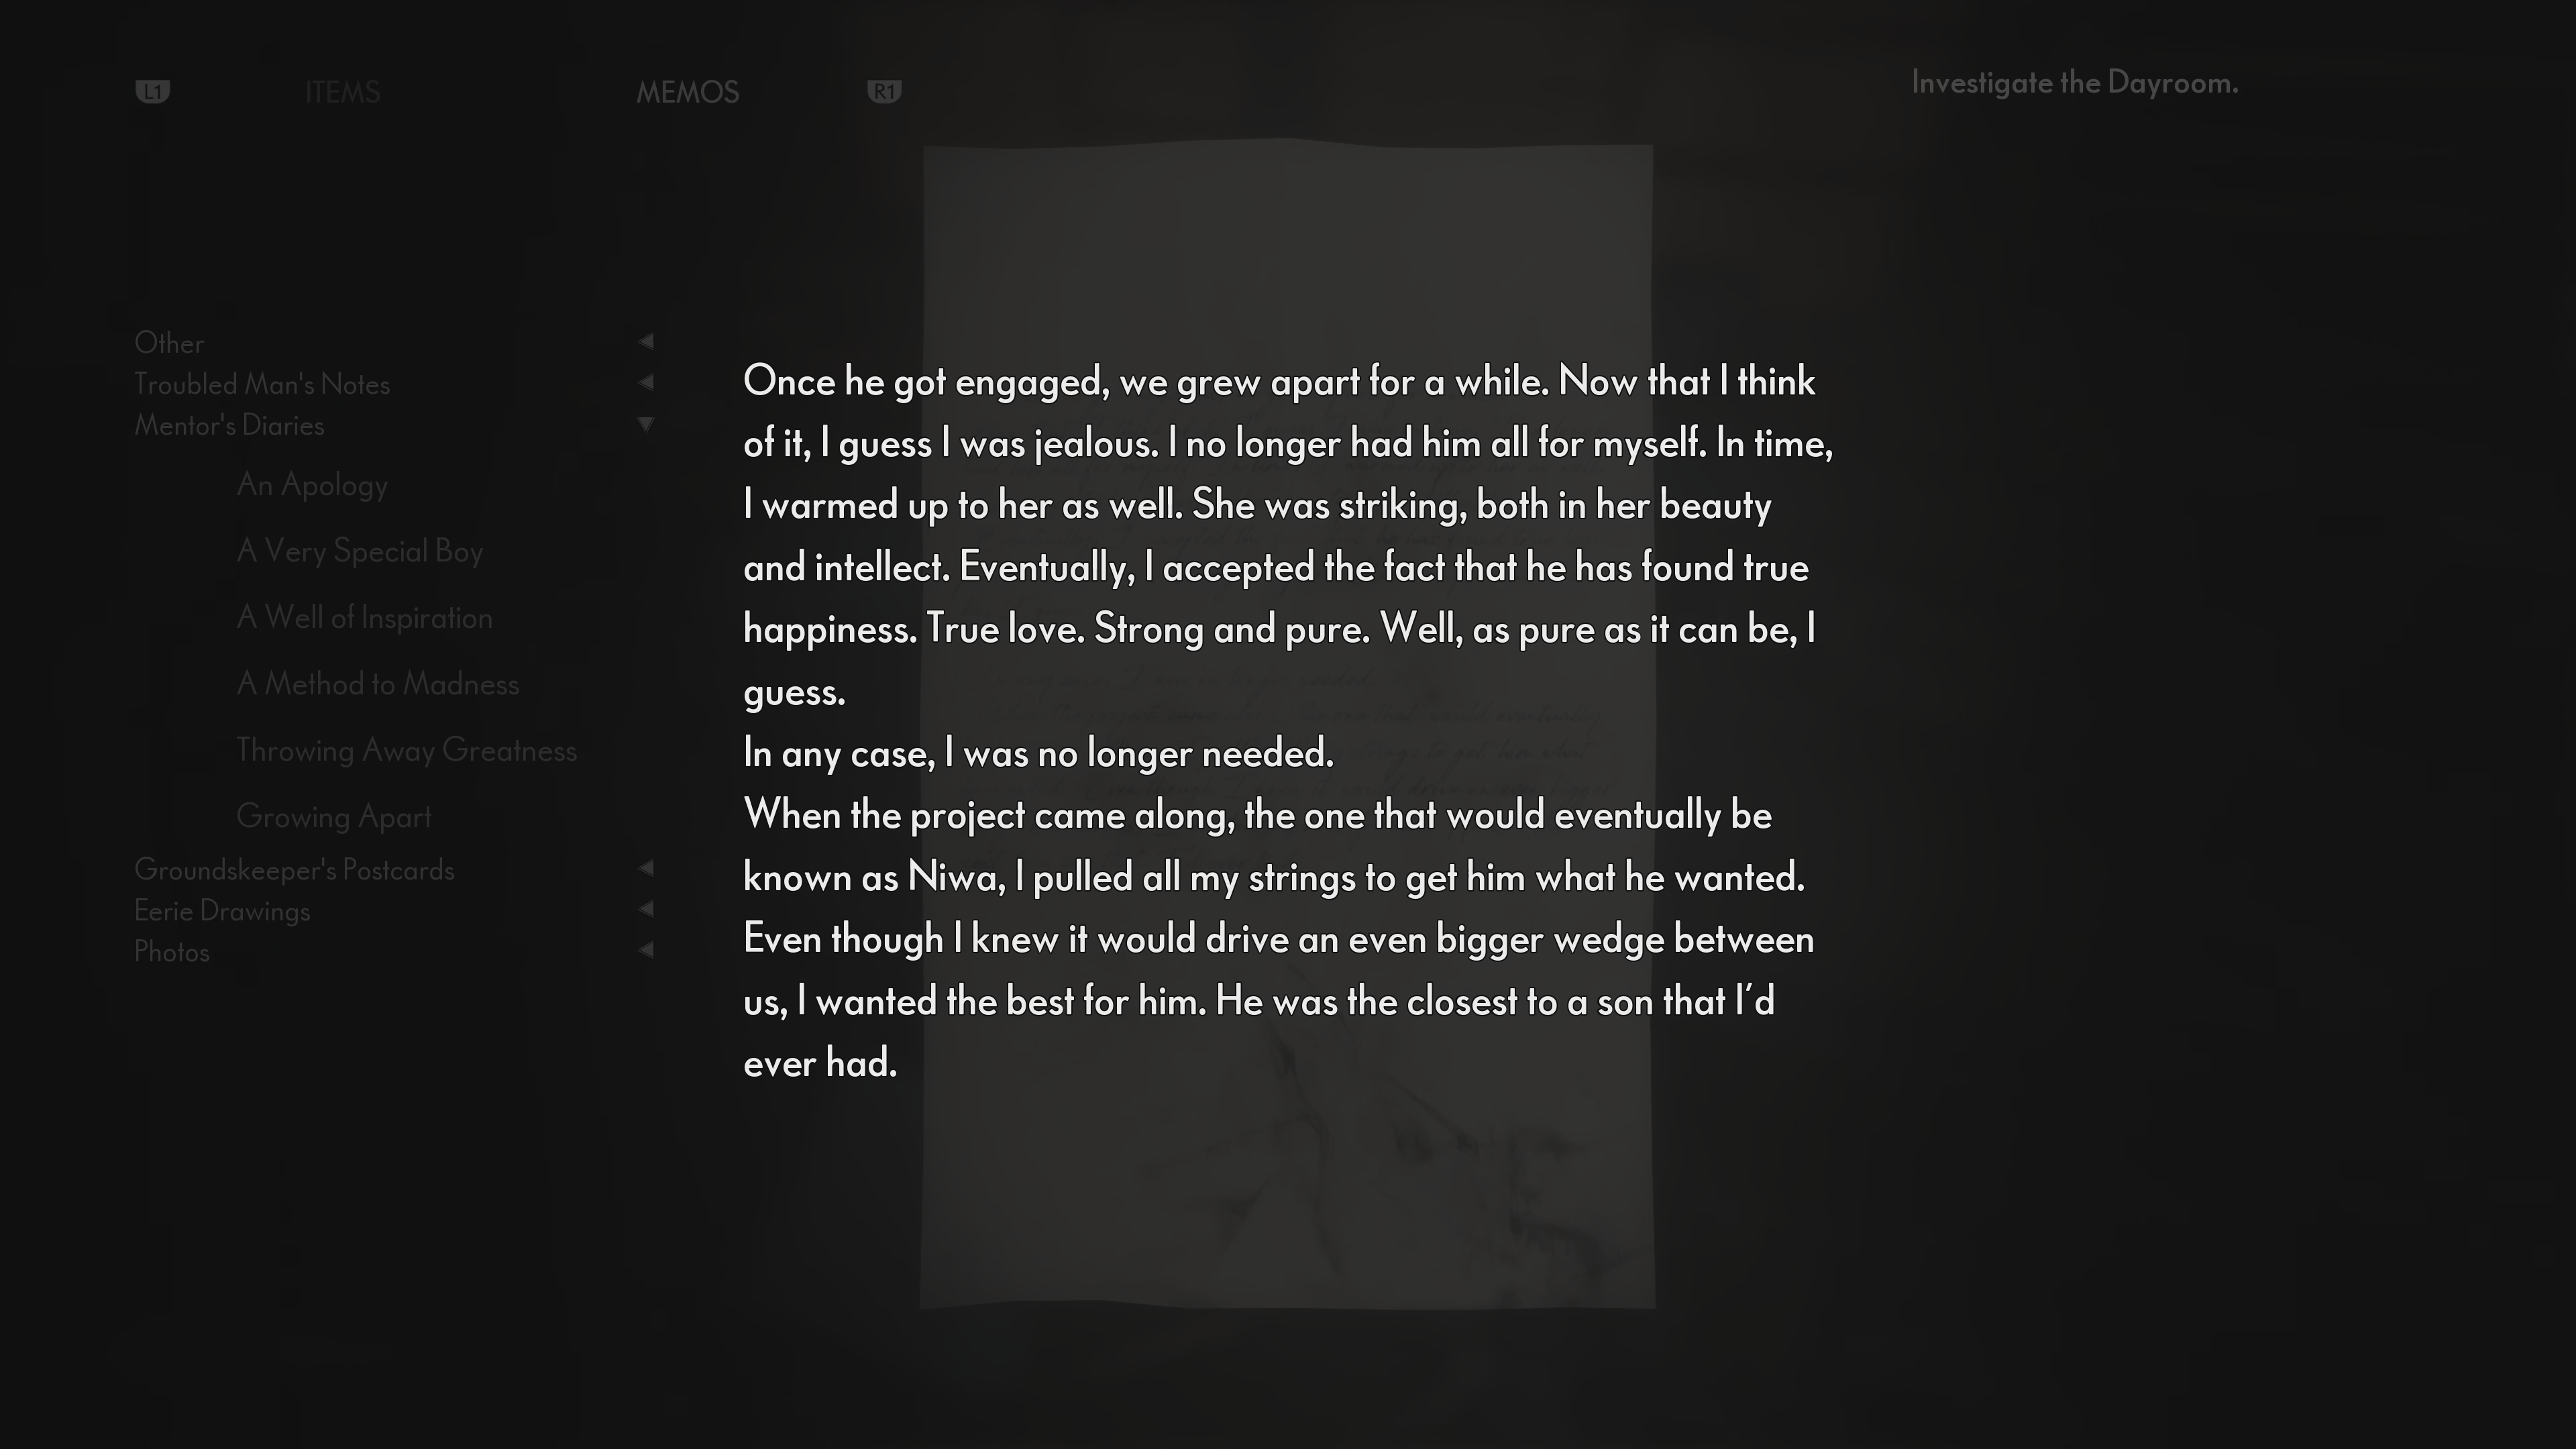 L1 ITEMS MEMOS R1
Investigate the Dayroom.
Other
Troubled Man's Notes
Mentor's Diaries
An Apology
A Very Special Boy
A Well of Inspiration
A Method to Madness
Throwing Away Greatness
Growing Apart
Groundskeeper's Postcards
Eerie Drawings
Photos
Once he got engaged, we grew apart for a while. Now that I think
of it, I guess I was jealous. I no longer had him all for myself. In time,
I warmed up to her as well. She was striking, both in her beauty
and intellect. Eventually, I accepted the fact that he has found true
happiness. True love. Strong and pure. Well, as pure as it can be, I
guess.
In any case, I was no longer needed.
When the project came along, the one that would eventually be
known as Niwa, I pulled all my strings to get him what he wanted.
Even though I knew it would drive an even bigger wedge between
us, I wanted the best for him. He was the closest to a son that I'd
ever had.